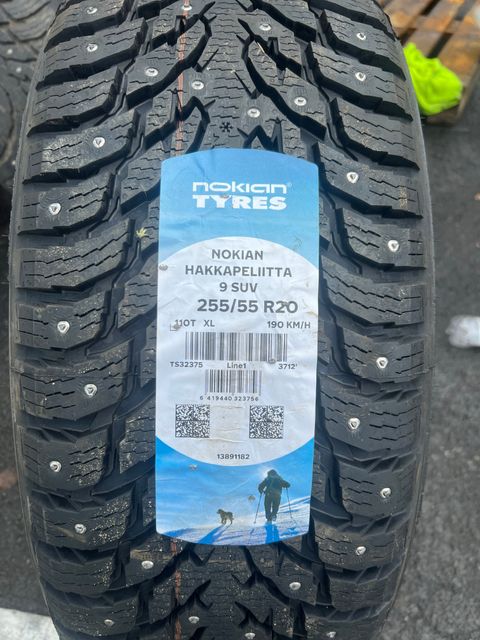 nokian®
TYRES
NOKIAN
HAKKAPELIITTA
9 SUV
255/55 R20
110T XL 190 KM/H
TS32375 Line1 3712'
6 419440 323756
13891182